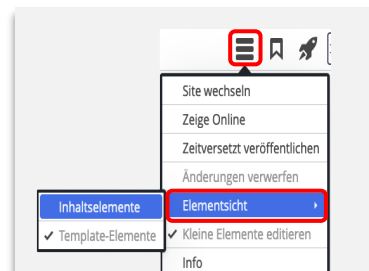 Site wechseln
Zeige Online
Zeitversetzt veröffentlichen
Änderungen verwerfen
Elementsicht
Inhaltselemente
✓ Template-Elemente
✓ Kleine Elemente editieren
Info